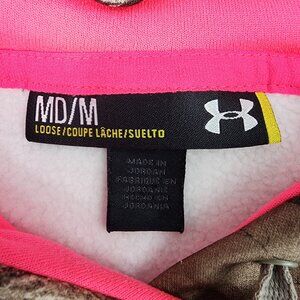 MD/M
LOOSE/COUPE LÂCHE/SUELTO
MADE IN
JORDAN
FABRIQUÉ EN
JORDANIE
HECHO EN
JORDANIA